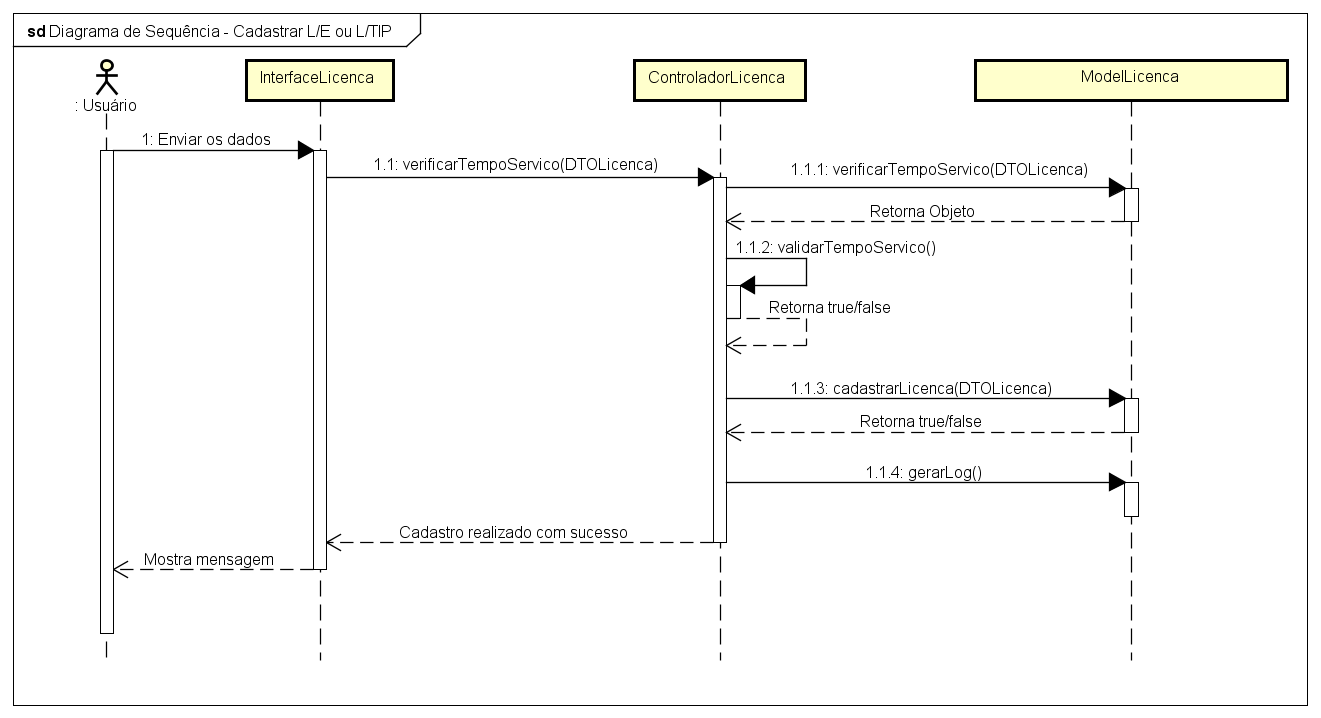 sd Diagrama de Sequência - Cadastrar L/E ou L/TIP
: Usuário
InterfaceLicenca
ControladorLicenca
ModelLicenca
1: Enviar os dados
1.1: verificarTempoServico(DTOLicenca)
1.1.1: verificarTempoServico(DTOLicenca)
Retorna Objeto
1.1.2: validarTempoServico()
Retorna true/false
1.1.3: cadastrarLicenca(DTOLicenca)
Retorna true/false
1.1.4: gerarLog()
Cadastro realizado com sucesso
Mostra mensagem